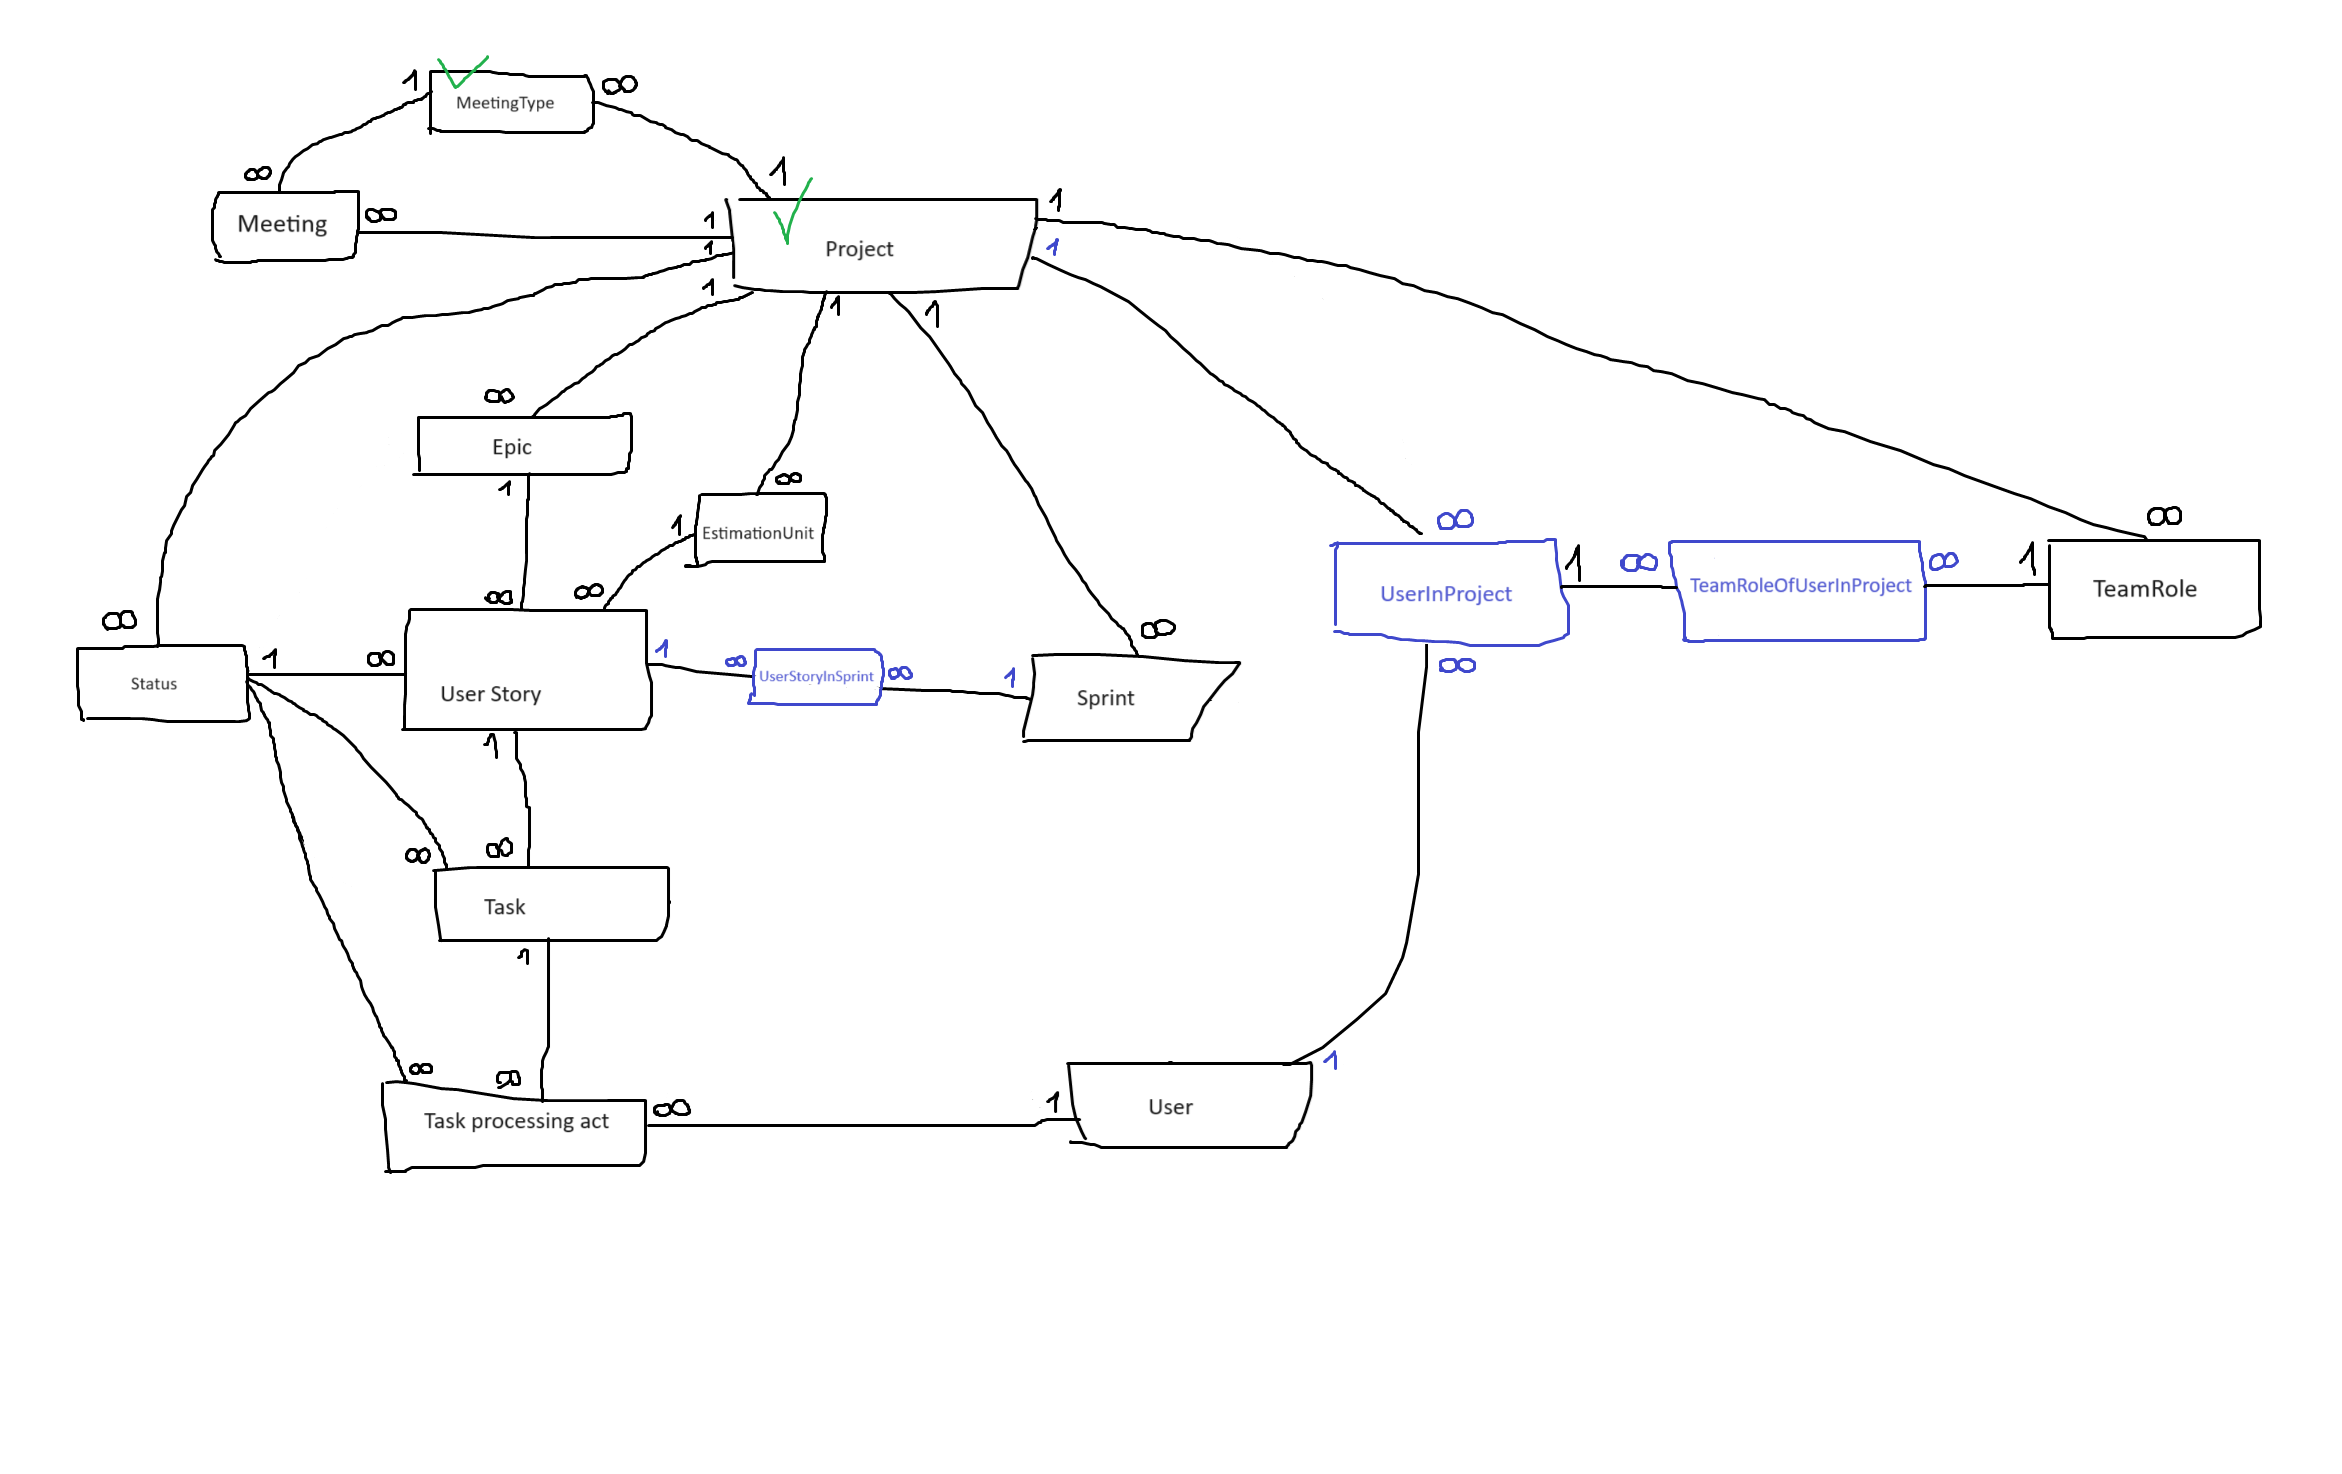 1
MeetingType
∞
∞
1
Meeting
∞
1
1
1
Project
1
1
1
1
∞
Epic
1
∞
1
EstimationUnit
∞
UserInProject
1
∞
TeamRoleOfUserInProject
∞
1
∞
TeamRole
∞
∞
∞
Status
1
∞
User Story
1
∞
UserStoryInSprint
∞
1
∞
Sprint
∞
1
∞
∞
Task
1
∞
∞
Task processing act
∞
1
User
1